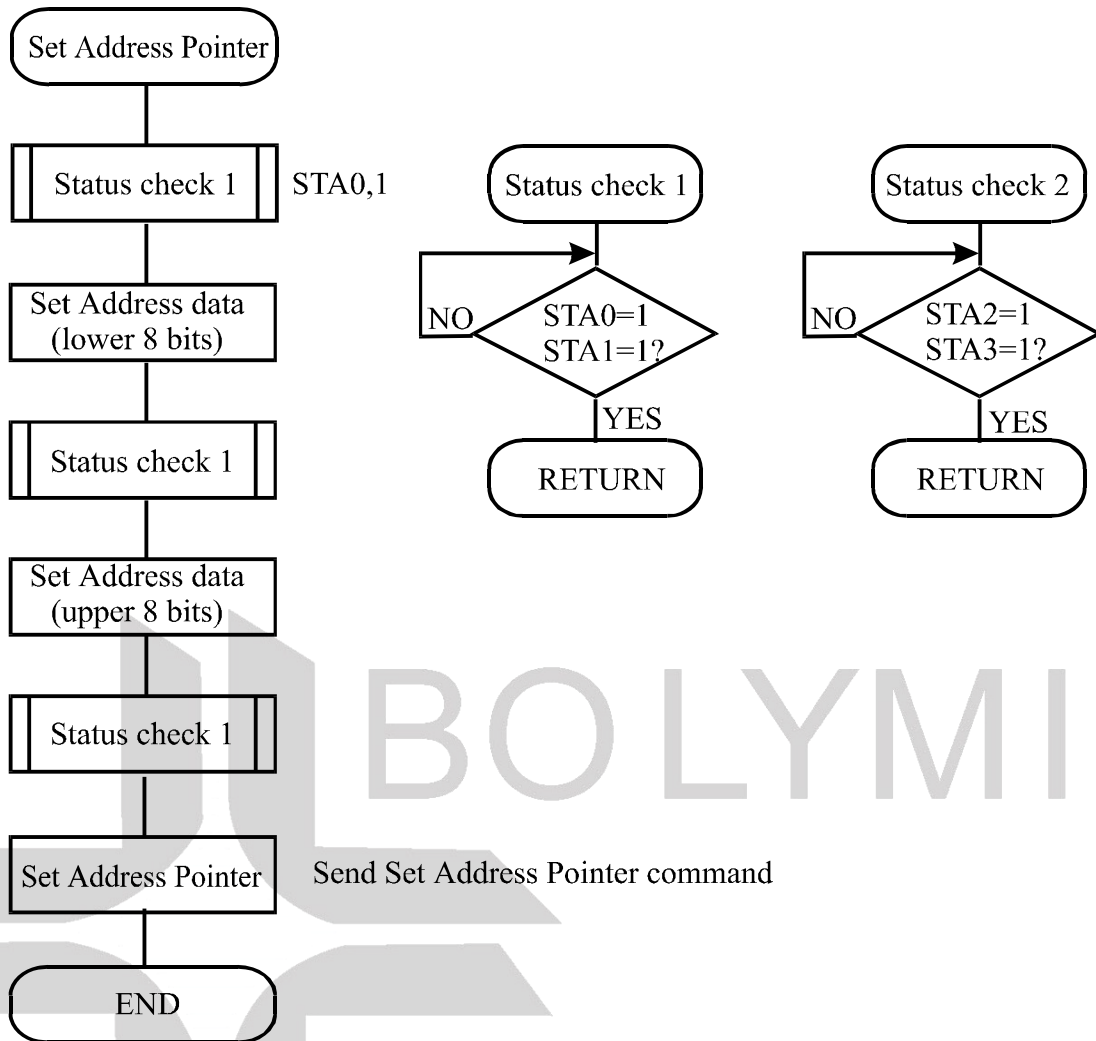 Set Address Pointer
Status check 1
STA0,1
Set Address data
(lower 8 bits)
Status check 1
Set Address data
(upper 8 bits)
Status check 1
Set Address Pointer
Send Set Address Pointer command
END
Status check 1
NO
STA0=1
STA1=1?
YES
RETURN
Status check 2
NO
STA2=1
STA3=1?
YES
RETURN
BOLYMI